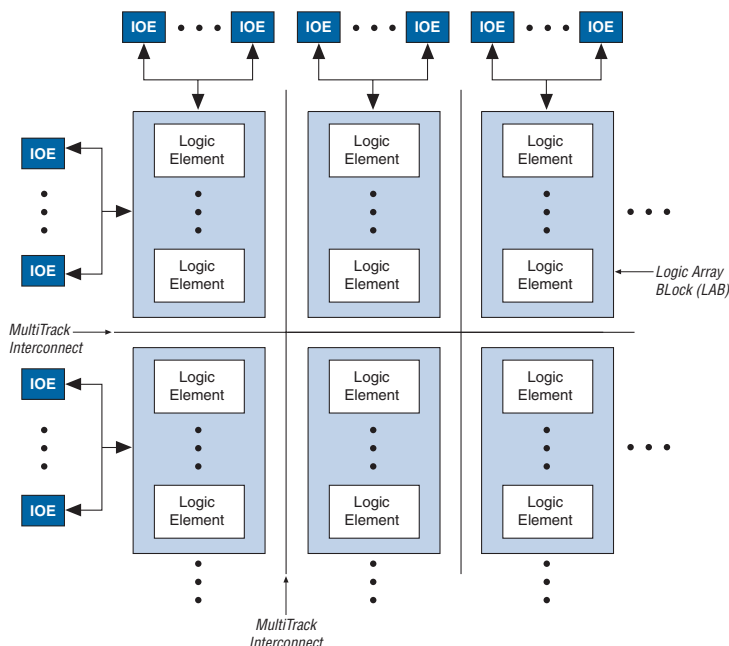 IOE IOE IOE IOE IOE IOE
Logic Element
Logic Element
Logic Element
IOE
IOE
Logic Element
Logic Element
Logic Element
Logic Array
BLock (LAB)
MultiTrack
Interconnect
IOE
Logic Element
Logic Element
Logic Element
IOE
Logic Element
Logic Element
Logic Element
MultiTrack
Interconnect